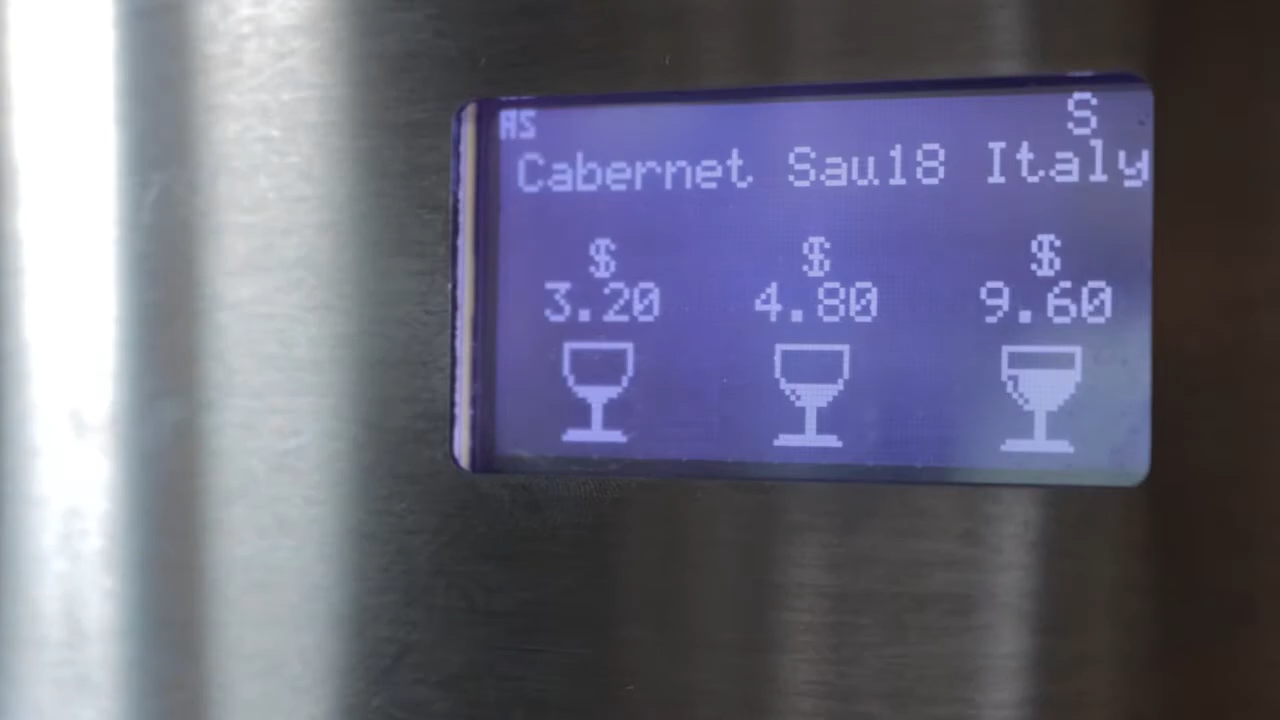 S
AS
Cabernet Sau18 Italy
$ $ $
3.20 4.80 9.60